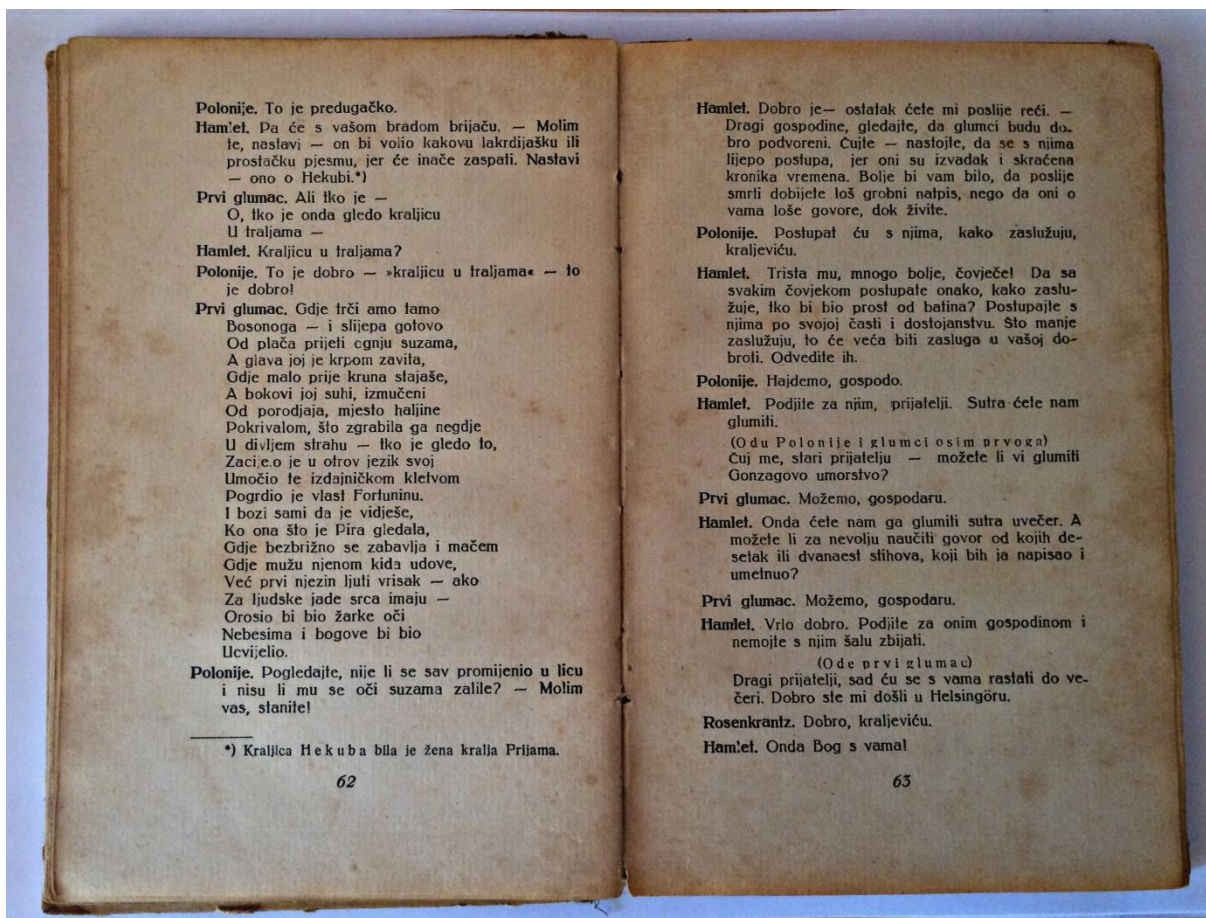 Polonije. To je predugačko.
Hamlet. Pa će s vašom bradom brijaču. — Molim
te, nastavi — on bi volio kakovu lakrdijašku ili
prostačku pjesmu, jer će inače zaspati. Nastavi
— ono o Hekubi.*)
Prvi glumac. Ali tko je —
O, tko je onda gledo kraljicu
U traljama —
Hamlet. Kraljicu u traljama?
Polonije. To je dobro — »kraljicu u traljama« — to
je dobro!
Prvi glumac. Gdje trči amo tamo
Bosonoga — i slijepa gotovo
Od plača prijeti ognju suzama,
A glava joj je krpom zavita,
Gdje malo prije kruna stajaše,
A bokovi joj suhi, izmučeni
Od porodjaja, mjesto haljine
Pokrivalom, što zgrabila ga negdje
U divljem strahu — tko je gledo to,
Zacijelo je u otrov jezik svoj
Umočio te izdajničkom kletvom
Pogrdio je vlast Fortuninu.
I bozi sami da je vidješe,
Ko ona što je Pira gledala,
Gdje bezbrižno se zabavlja i mačem
Gdje mužu njenom kida udove,
Već prvi njezin ljuti vrisak — ako
Za ljudske jade srca imaju —
Orosio bi bio žarke oči
Nebesima i bogove bi bio
Ucvijelio.
Polonije. Pogledajte, nije li se sav promijenio u licu
i nisu li mu se oči suzama zalile? — Molim
vas, stanite!
*) Kraljica Hekuba bila je žena kralja Prijama.
62
Hamlet. Dobro je— ostatak ćete mi poslije reći. —
Dragi gospodine, gledajte, da glumci budu do-
bro podvoreni. Čujte — nastojte, da se s njima
lijepo postupa, jer oni su izvadak i skraćena
kronika vremena. Bolje bi vam bilo, da poslije
smrti dobijete loš grobni natpis, nego da oni o
vama loše govore, dok živite.
Polonije. Postupat ću s njima, kako zaslužuju,
kraljeviću.
Hamlet. Trista mu, mnogo bolje, čovječe! Da sa
svakim čovjekom postupate onako, kako zaslu-
žuje, tko bi bio prost od batina? Postupajte s
njima po svojoj časti i dostojanstvu. Što manje
zaslužuju, to će veća biti zasluga u vašoj do-
broti. Odvedite ih.
Polonije. Hajdemo, gospodo.
Hamlet. Podjite za njim, prijatelji. Sutra ćete nam
glumiti.
(Odu Polonije i glumci osim prvoga)
Čuj me, stari prijatelju — možete li vi glumiti
Gonzagovo umorstvo?
Prvi glumac. Možemo, gospodaru.
Hamlet. Onda ćete nam ga glumiti sutra uvečer. A
možete li za nevolju naučiti govor od kojih de-
setak ili dvanaest stihova, koji bih ja napisao i
umetnuo?
Prvi glumac. Možemo, gospodaru.
Hamlet. Vrlo dobro. Podjite za onim gospodinom i
nemojte s njim šalu zbijati.
(Ode prvi glumac)
Dragi prijatelji, sad ću se s vama rastati do ve-
čeri. Dobro ste mi došli u Helsingöru.
Rosenkrantz. Dobro, kraljeviću.
Hamlet. Onda Bog s vama!
63